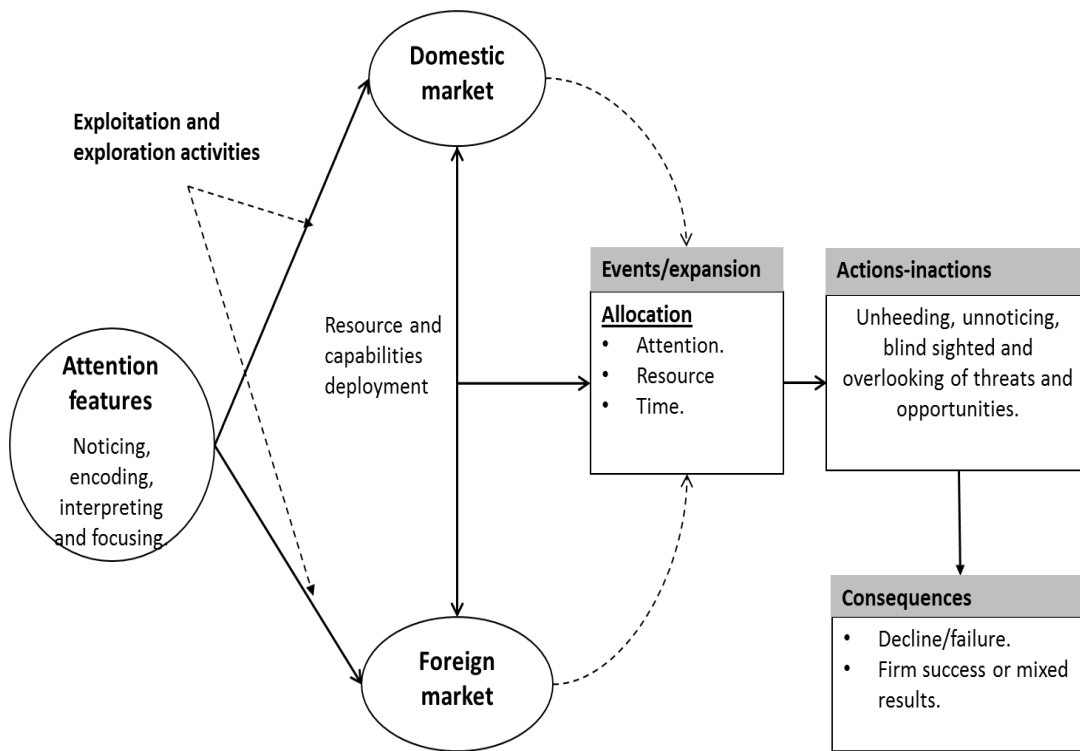 Domestic
market
Exploitation and
exploration activities
Attention
features
Noticing,
encoding,
interpreting
and focusing.
Resource and
capabilities
deployment
Events/expansion
Allocation
• Attention.
• Resource
• Time.
Actions-inactions
Unheeding, unnoticing,
blind sighted and
overlooking of threats and
opportunities.
Foreign
market
Consequences
• Decline/failure.
• Firm success or mixed
results.